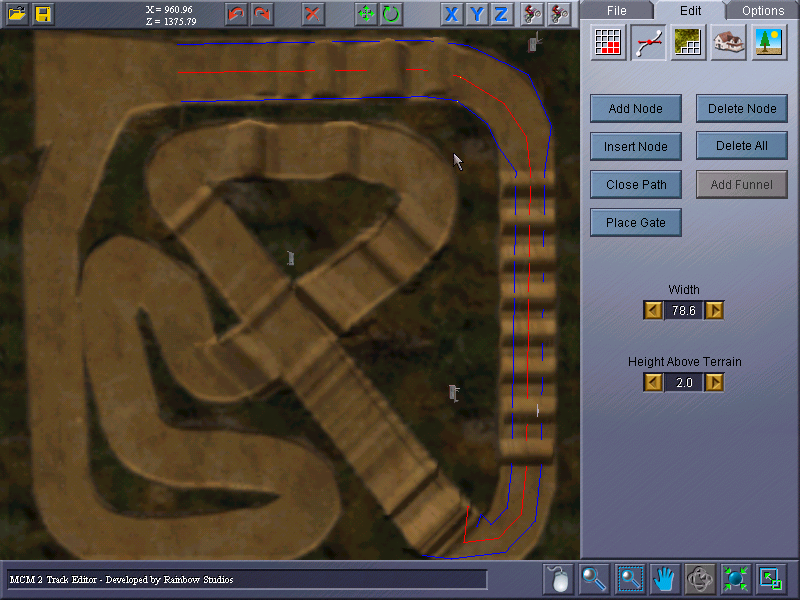 X = 960.96
Z = 1375.79
X Y Z
File Edit Options
Add Node Delete Node
Insert Node Delete All
Close Path Add Funnel
Place Gate
Width
78.6
Height Above Terrain
2.0
MCM 2 Track Editor - Developed by Rainbow Studios